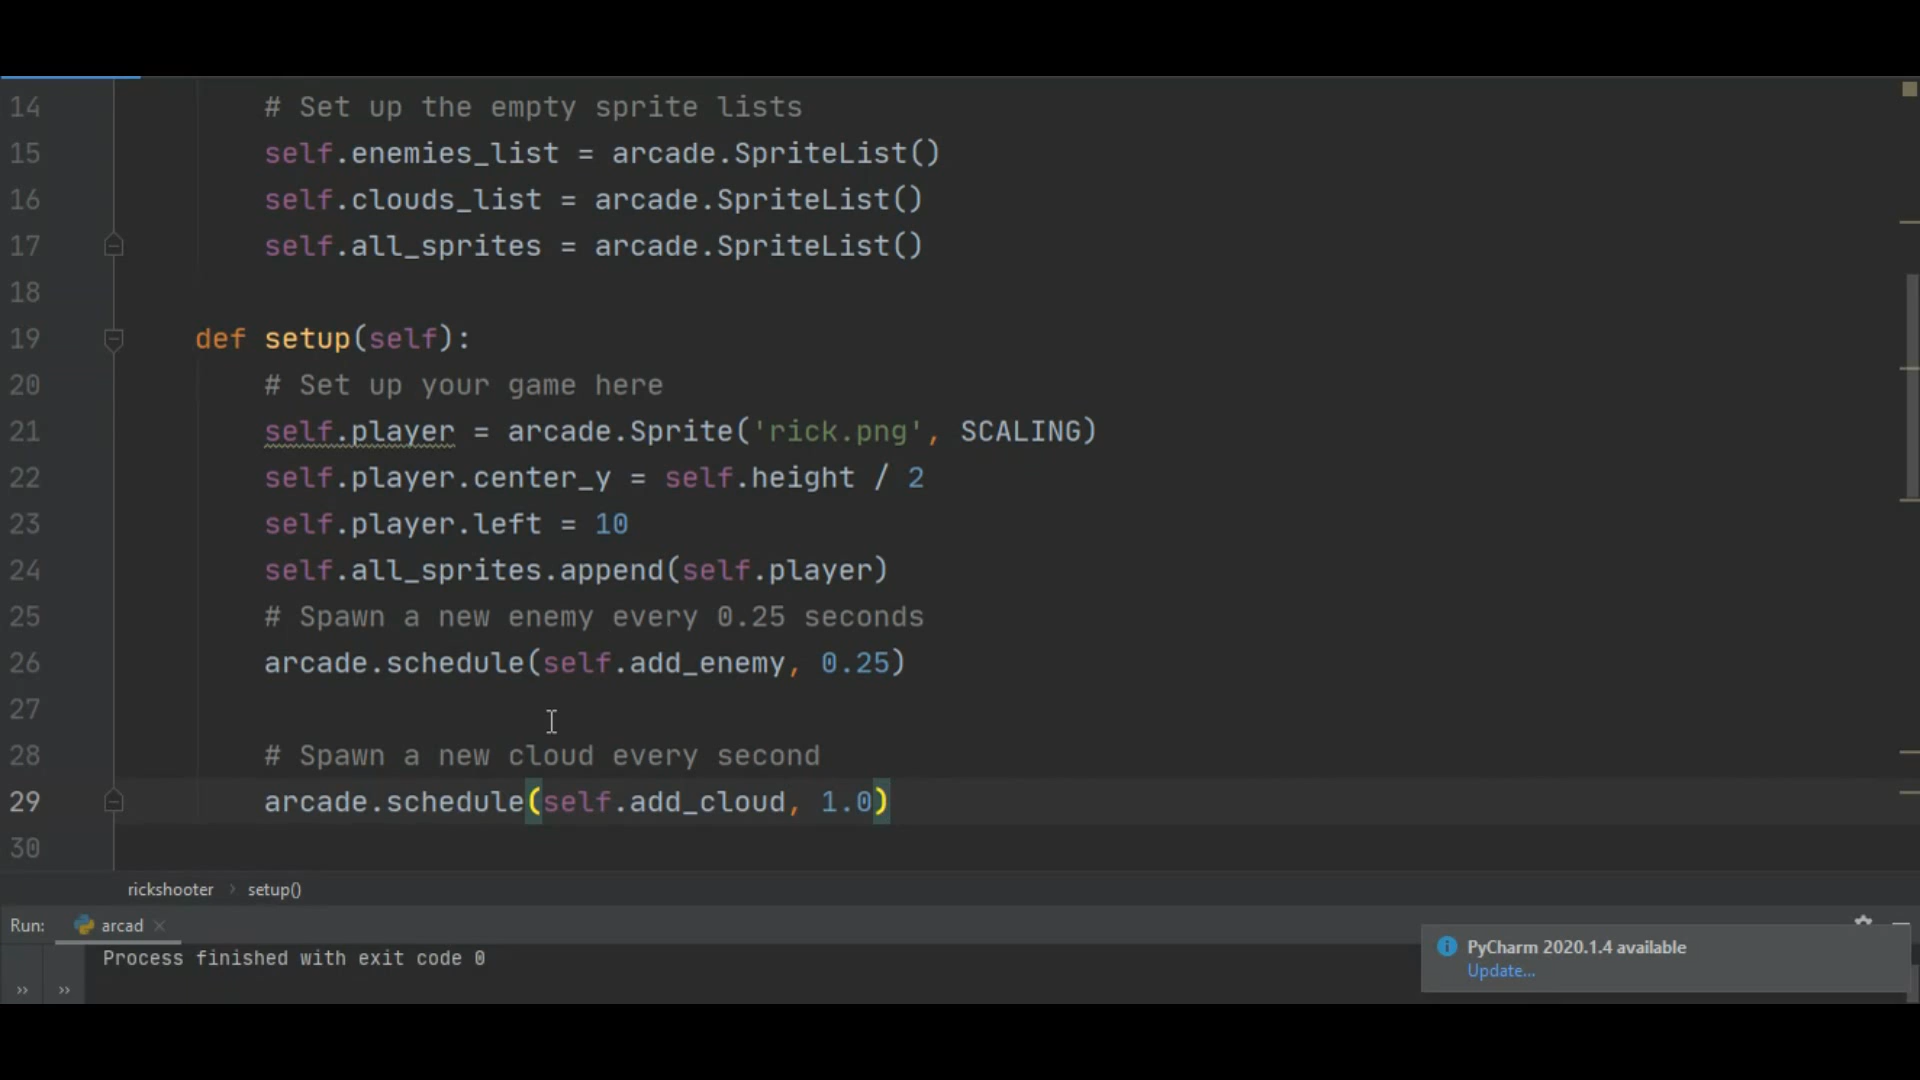 14 # Set up the empty sprite lists
15 self.enemies_list = arcade.SpriteList()
16 self.clouds_list = arcade.SpriteList()
17 self.all_sprites = arcade.SpriteList()
18
19 def setup(self):
20 # Set up your game here
21 self.player = arcade.Sprite('rick.png', SCALING)
22 self.player.center_y = self.height / 2
23 self.player.left = 10
24 self.all_sprites.append(self.player)
25 # Spawn a new enemy every 0.25 seconds
26 arcade.schedule(self.add_enemy, 0.25)
27
28 # Spawn a new cloud every second
29 arcade.schedule(self.add_cloud, 1.0)
30
rickshooter › setup()
Run: arcad
Process finished with exit code 0
PyCharm 2020.1.4 available
Update...